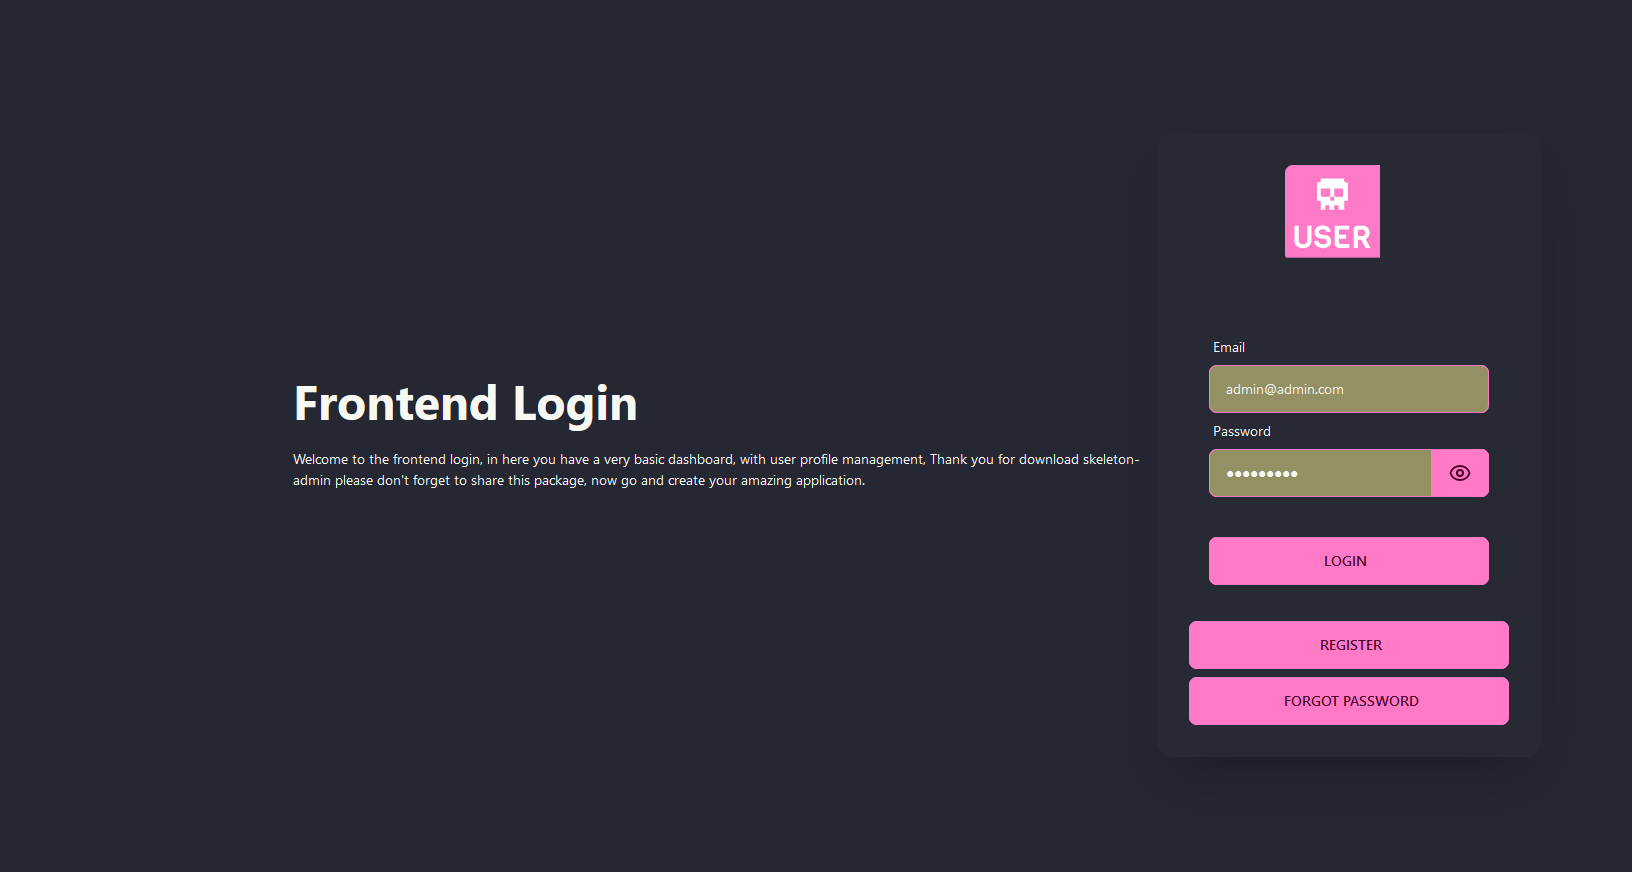 USER
Frontend Login
Welcome to the frontend login, in here you have a very basic dashboard, with user profile management, Thank you for download skeleton-
admin please don't forget to share this package, now go and create your amazing application.
Email
admin@admin.com
Password
•••••••••
LOGIN
REGISTER
FORGOT PASSWORD